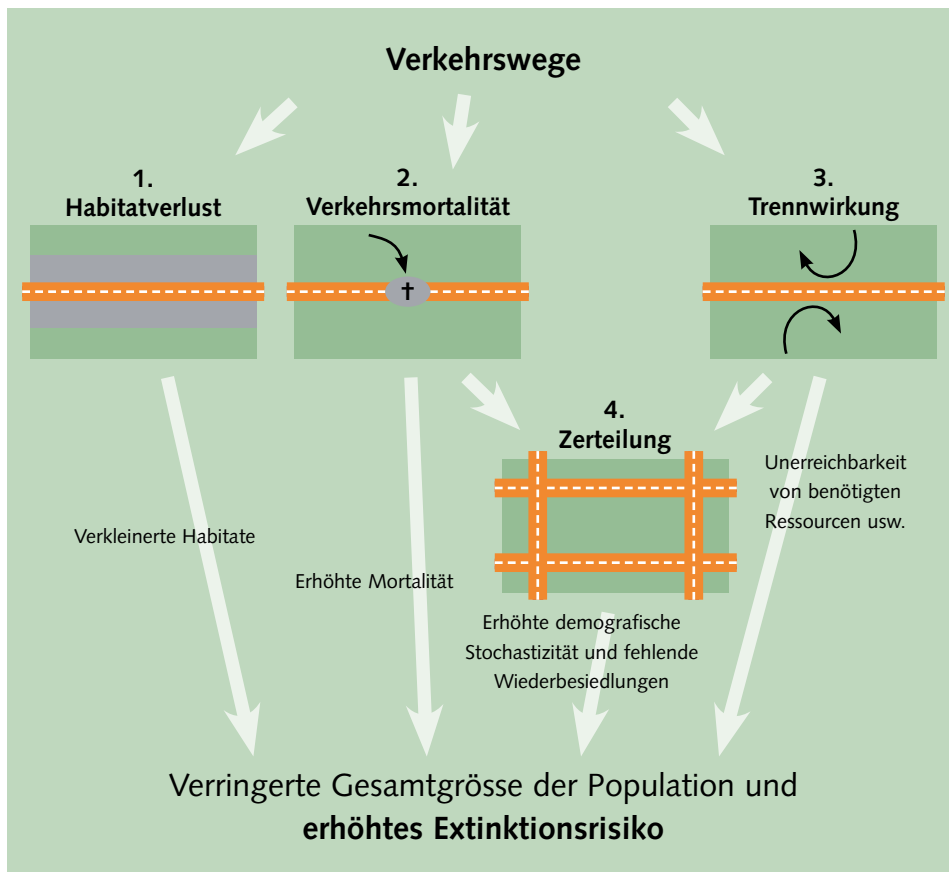 Verkehrswege
1.
Habitatverlust
2.
Verkehrsmortalität
3.
Trennwirkung
✝
4.
Zerteilung
Unerreichbarkeit
von benötigten
Ressourcen usw.
Verkleinerte Habitate
Erhöhte Mortalität
Erhöhte demografische
Stochastizität und fehlende
Wiederbesiedlungen
Verringerte Gesamtgrösse der Population und
erhöhtes Extinktionsrisiko